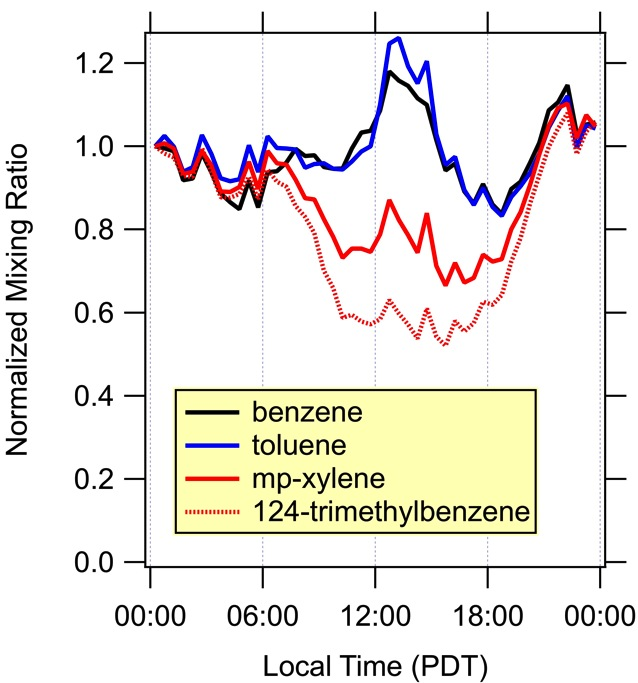 Normalized Mixing Ratio
1.2
1.0
0.8
0.6
0.4
0.2
0.0
benzene
toluene
mp-xylene
124-trimethylbenzene
00:00 06:00 12:00 18:00 00:00
Local Time (PDT)